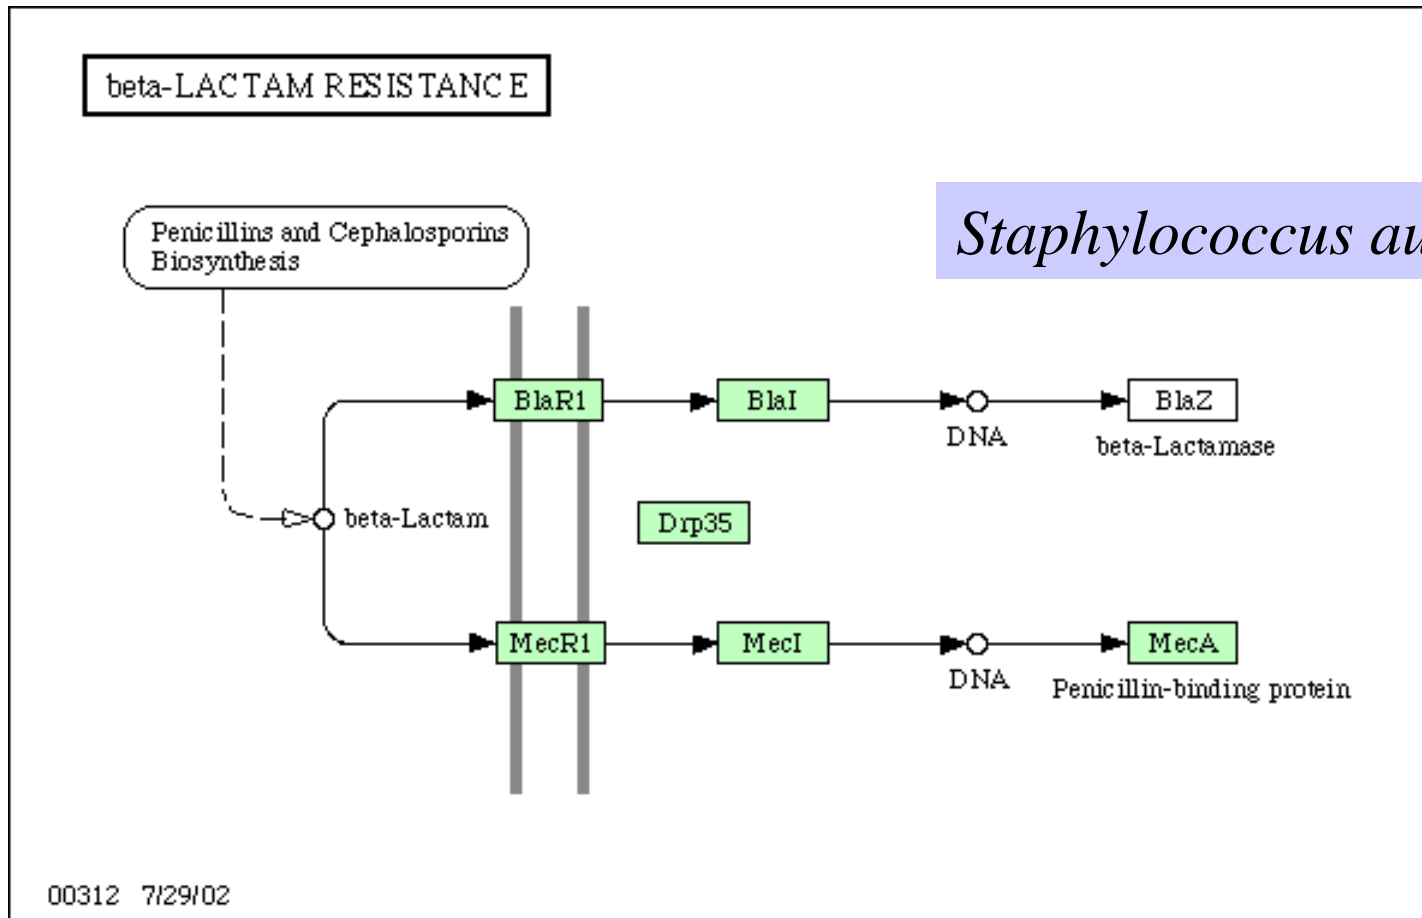 beta-LACTAM RESISTANCE
Staphylococcus au
Penicillins and Cephalosporins
Biosynthesis
BlaR1
BlaI
DNA
BlaZ
beta-Lactamase
beta-Lactam
Drp35
MecR1
MecI
DNA
MecA
Penicillin-binding protein
00312 7/29/02